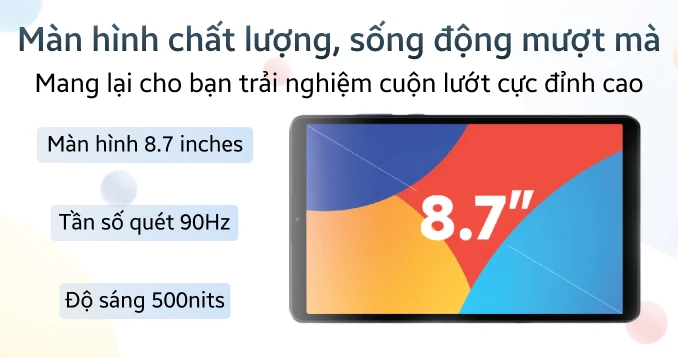 Màn hình chất lượng, sống động mượt mà
Mang lại cho bạn trải nghiệm cuộn lướt cực đỉnh cao
Màn hình 8.7 inches
Tần số quét 90Hz
Độ sáng 500nits
8.7"